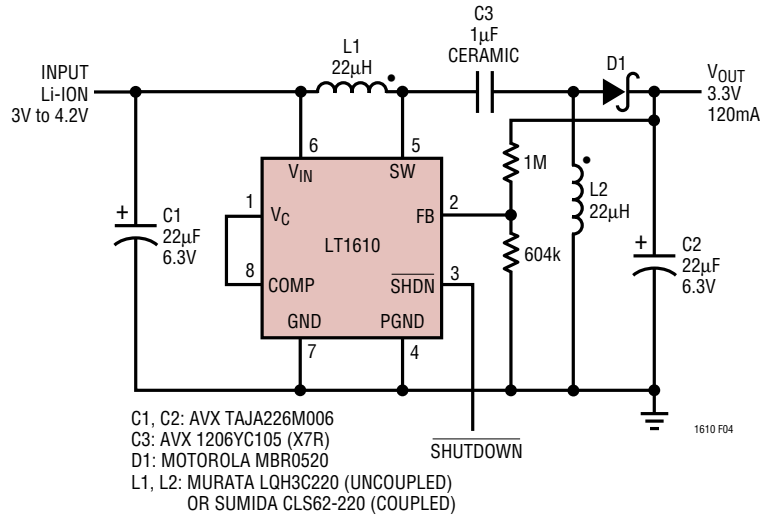 C3
1µF
CERAMIC
L1
22µH
D1
INPUT
Li-ION
3V to 4.2V
VOUT
3.3V
120mA
6
5
VIN
SW
1M
L2
22µH
1
VC
2
FB
+
C1
22µF
6.3V
LT1610
604k
+
C2
22µF
6.3V
8
COMP
3
SHDN
GND
PGND
7
4
1610 F04
C1, C2: AVX TAJA226M006
C3: AVX 1206YC105 (X7R)
D1: MOTOROLA MBR0520
L1, L2: MURATA LQH3C220 (UNCOUPLED)
OR SUMIDA CLS62-220 (COUPLED)
SHUTDOWN